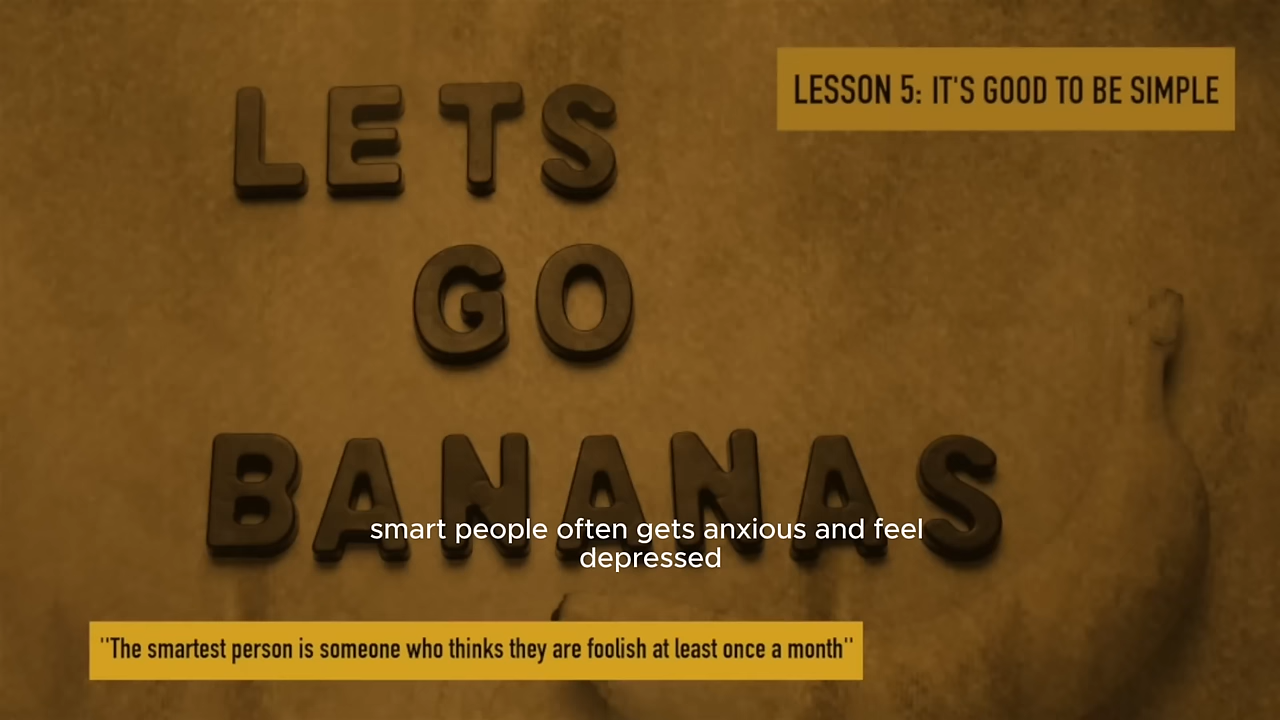 LESSON 5: IT'S GOOD TO BE SIMPLE
LETS
GO
BANANAS
smart people often gets anxious and feel
depressed
"The smartest person is someone who thinks they are foolish at least once a month"